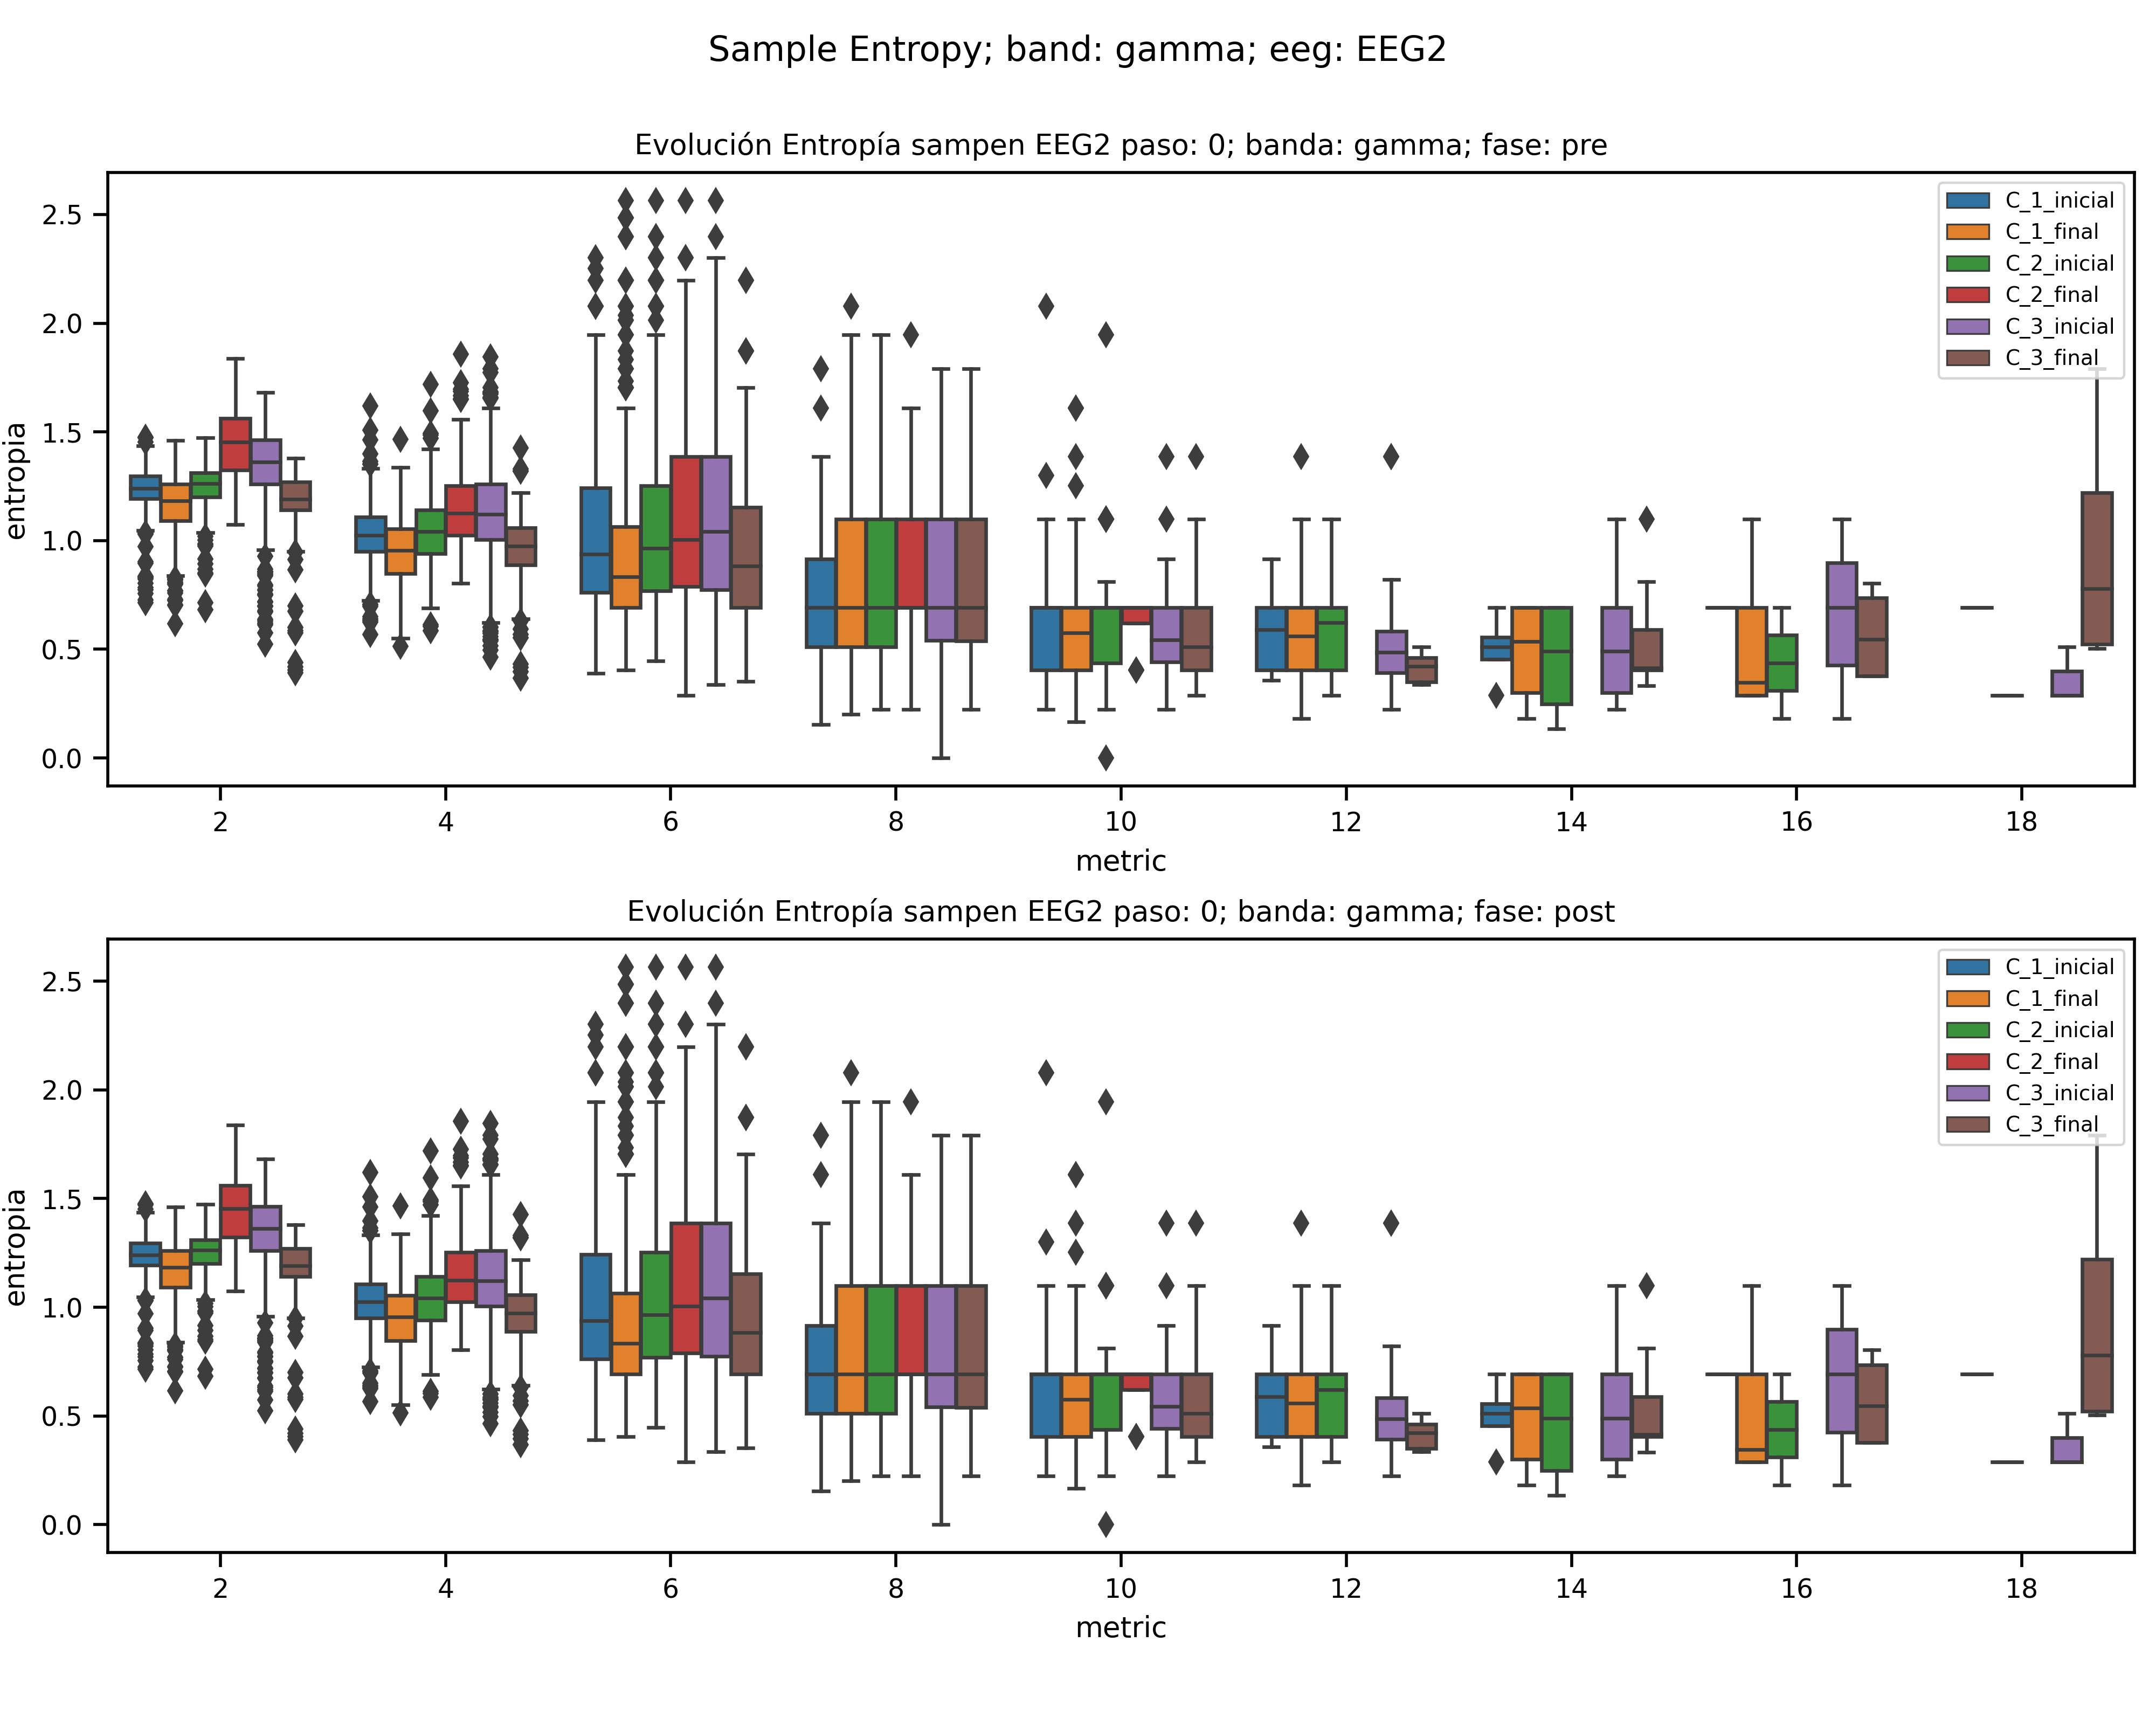 Sample Entropy; band: gamma; eeg: EEG2
Evolución Entropía sampen EEG2 paso: 0; banda: gamma; fase: pre
2.5
2.0
1.5
1.0
0.5
0.0
entropia
C_1_inicial
C_1_final
C_2_inicial
C_2_final
C_3_inicial
C_3_final
2 4 6 8 10 12 14 16 18
metric
Evolución Entropía sampen EEG2 paso: 0; banda: gamma; fase: post
2.5
2.0
1.5
1.0
0.5
0.0
entropia
C_1_inicial
C_1_final
C_2_inicial
C_2_final
C_3_inicial
C_3_final
2 4 6 8 10 12 14 16 18
metric